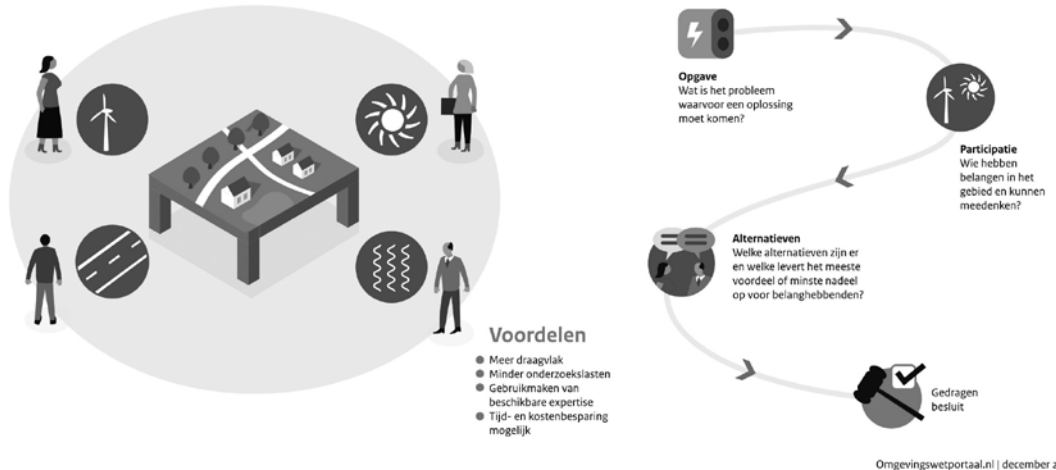 Voordelen
Meer draagvlak
Minder onderzoekslasten
Gebruikmaken van
beschikbare expertise
Tijd- en kostenbesparing
mogelijk
Opgave
Wat is het probleem
waarvoor een oplossing
moet komen?
Participatie
Wie hebben
belangen in het
gebied en kunnen
meedenken?
Alternatieven
Welke alternatieven zijn er
en welke levert het meeste
voordeel of minste nadeel
op voor belanghebbenden?
Gedragen
besluit
Omgevingswetportaal.nl | december 2